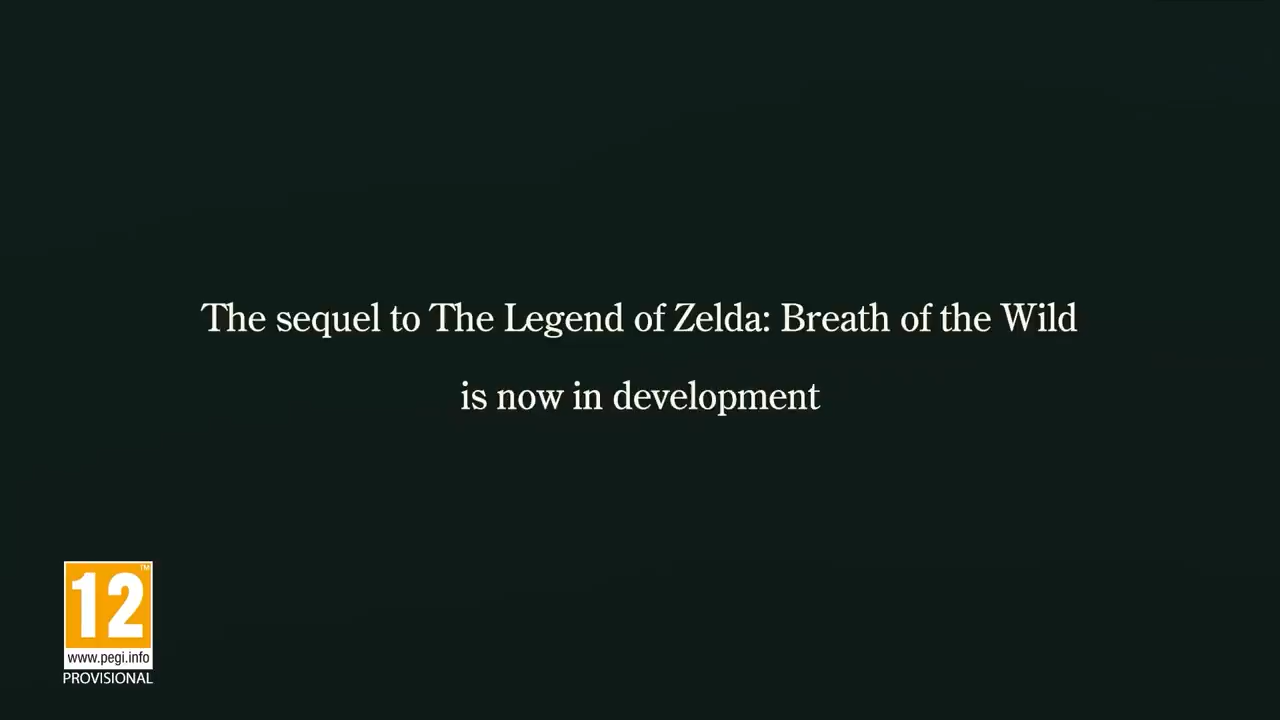 The sequel to The Legend of Zelda: Breath of the Wild
is now in development
12™
www.pegi.info
PROVISIONAL